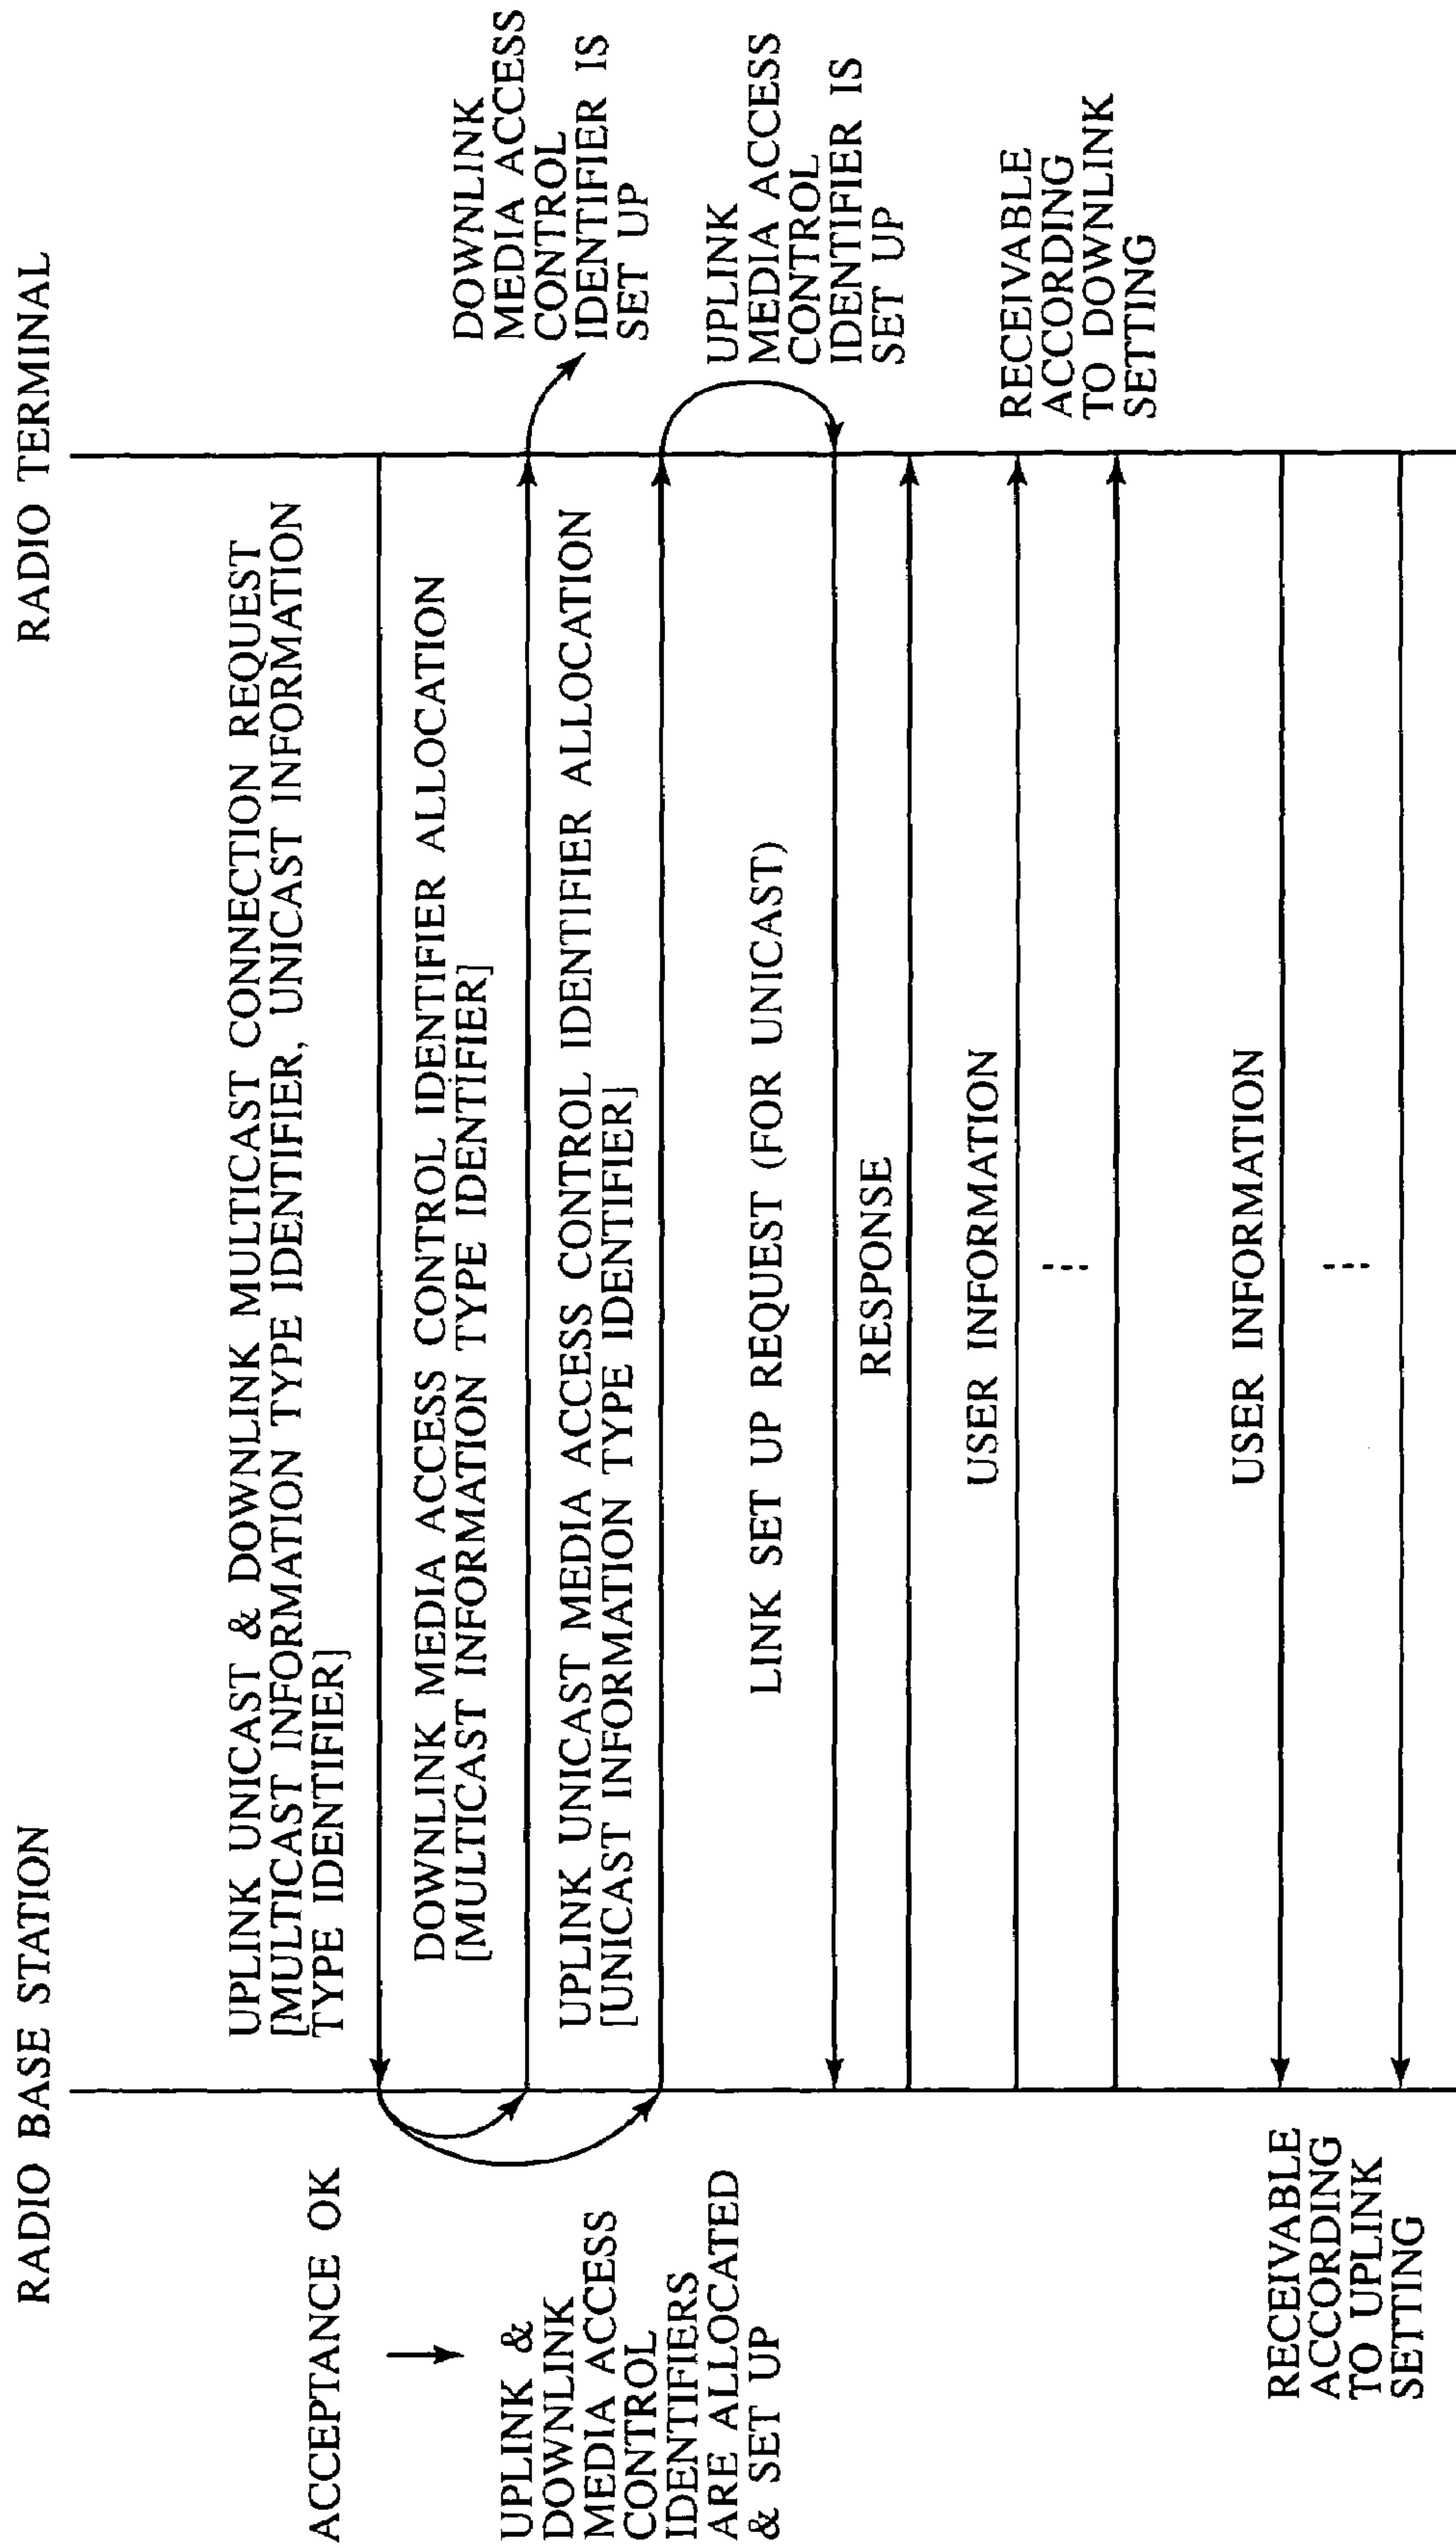 RADIO BASE STATION
RADIO TERMINAL
UPLINK UNICAST & DOWNLINK MULTICAST CONNECTION REQUEST
[MULTICAST INFORMATION TYPE IDENTIFIER, UNICAST INFORMATION
TYPE IDENTIFIER]
ACCEPTANCE OK
UPLINK &
DOWNLINK
MEDIA ACCESS
CONTROL
IDENTIFIERS
ARE ALLOCATED
& SET UP
DOWNLINK MEDIA ACCESS CONTROL IDENTIFIER ALLOCATION
[MULTICAST INFORMATION TYPE IDENTIFIER]
DOWNLINK
MEDIA ACCESS
CONTROL
IDENTIFIER IS
SET UP
UPLINK UNICAST MEDIA ACCESS CONTROL IDENTIFIER ALLOCATION
[UNICAST INFORMATION TYPE IDENTIFIER]
UPLINK
MEDIA ACCESS
CONTROL
IDENTIFIER IS
SET UP
LINK SET UP REQUEST (FOR UNICAST)
RESPONSE
USER INFORMATION
RECEIVABLE
ACCORDING
TO DOWNLINK
SETTING
USER INFORMATION
RECEIVABLE
ACCORDING
TO UPLINK
SETTING